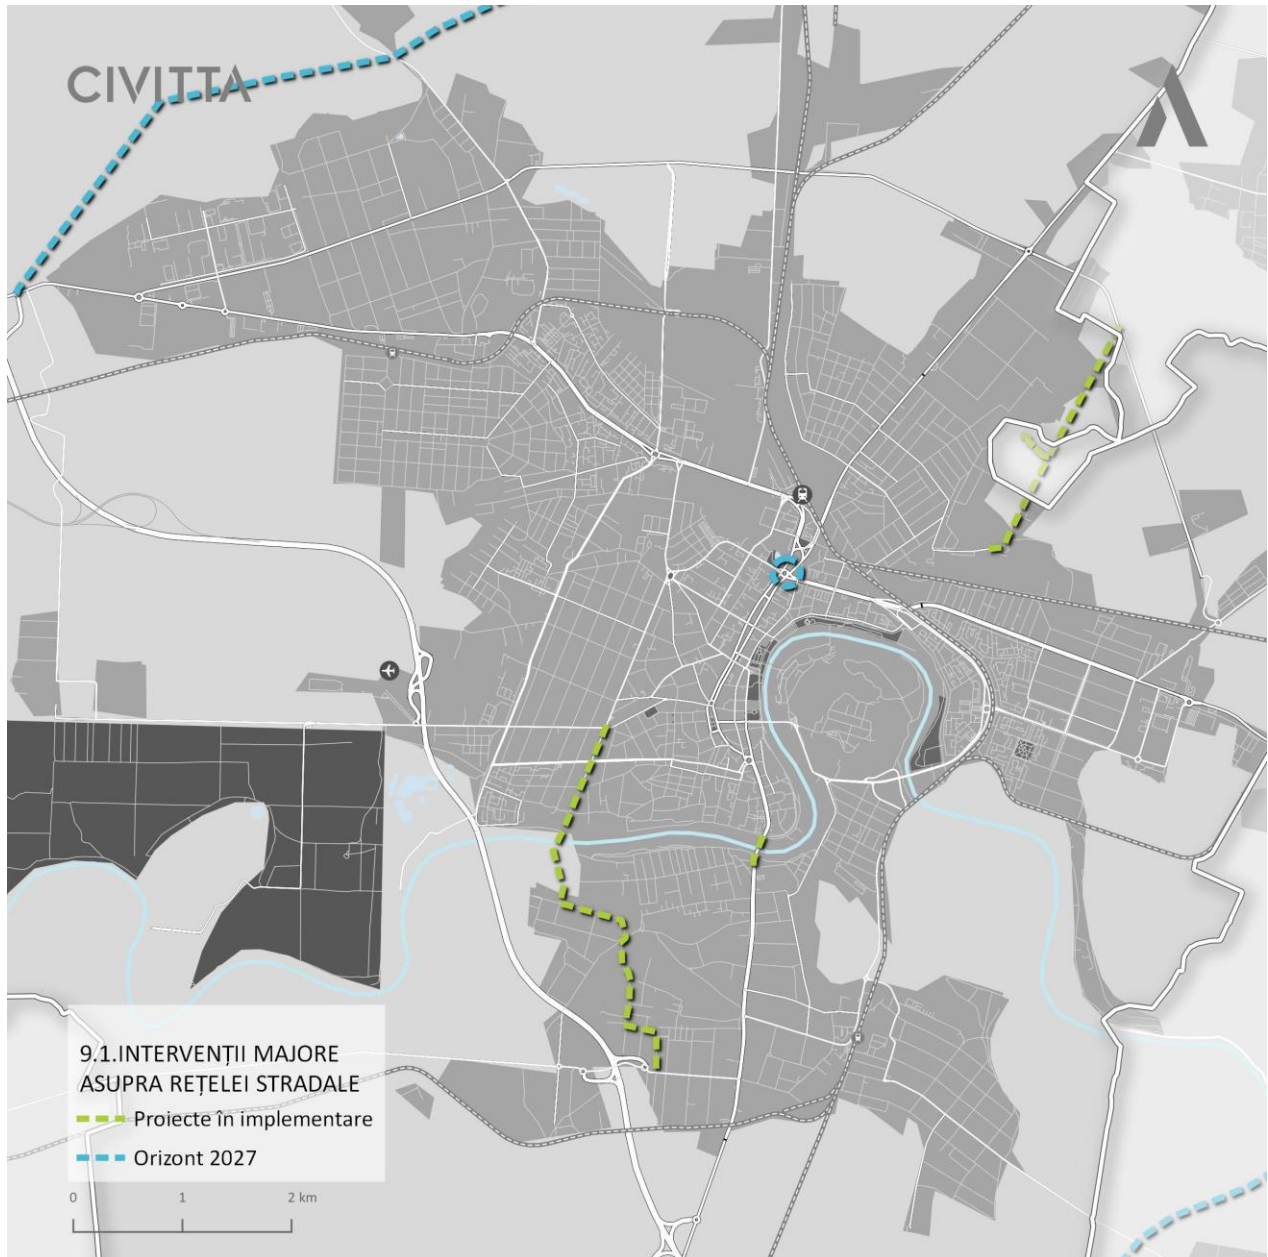 CIVITTA
9.1.INTERVENȚII MAJORE
ASUPRA REȚELEI STRADALE
Proiecte în implementare
Orizont 2027
0 1 2 km